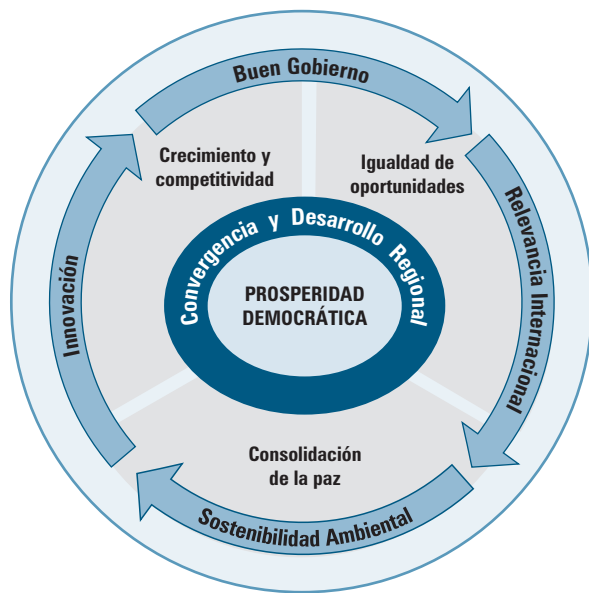 Buen Gobierno
Crecimiento y
competitividad
Igualdad de
oportunidades
Relevancia Internacional
Convergencia y Desarrollo Regional
PROSPERIDAD
DEMOCRÁTICA
Innovación
Consolidación
de la paz
Sostenibilidad Ambiental